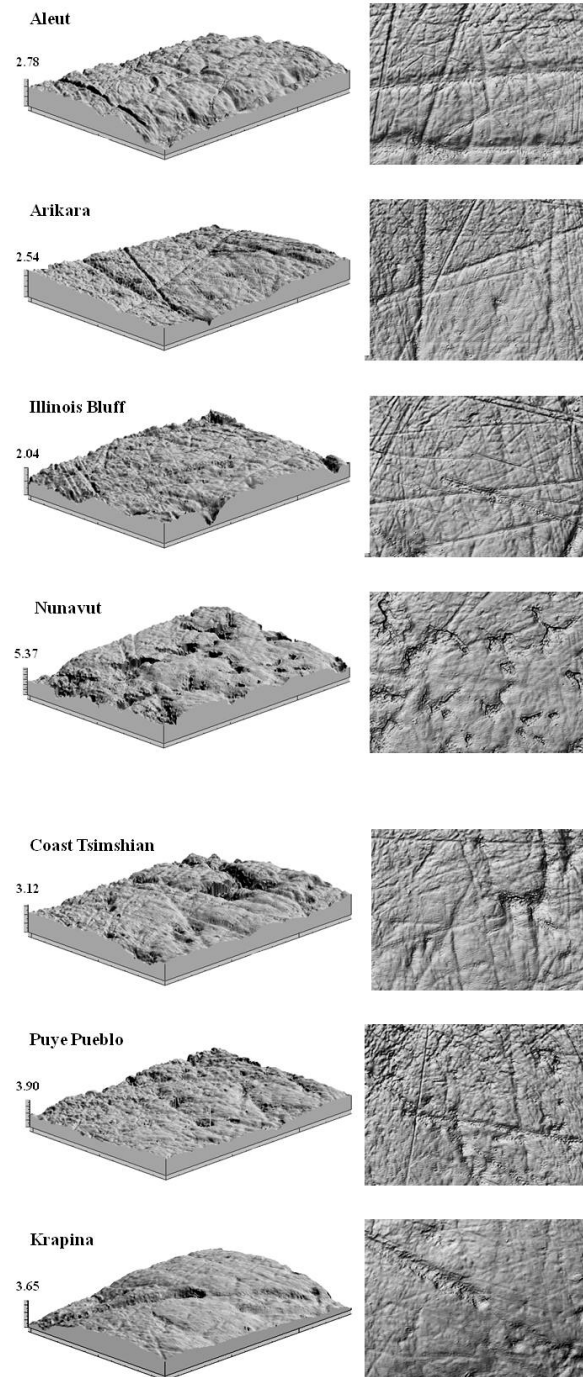 Aleut
2.78
Arikara
2.54
Illinois Bluff
2.04
Nunavut
5.37
Coast Tsimshian
3.12
Puye Pueblo
3.90
Krapina
3.65